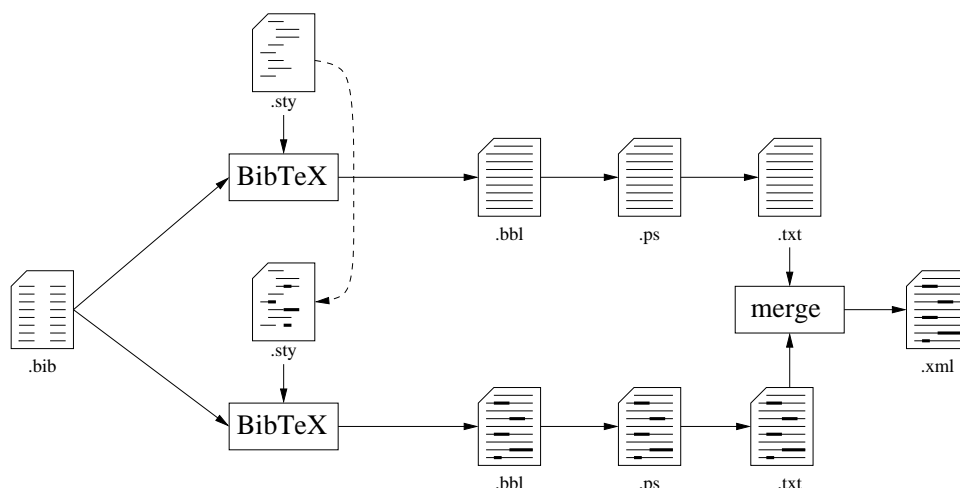 .sty
BibTeX
.bbl
.ps
.txt
.bib
.sty
merge
.xml
BibTeX
.bbl
.ps
.txt